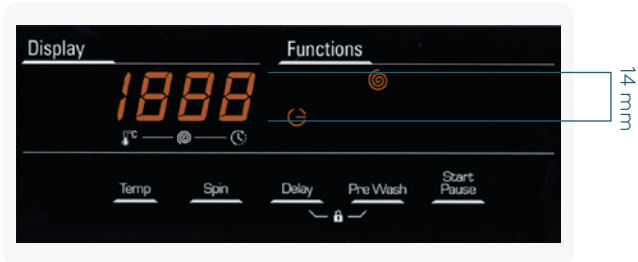 Display
Functions
1888
°C
Temp
Spin
Delay
Pre Wash
Start
Pause
14 mm